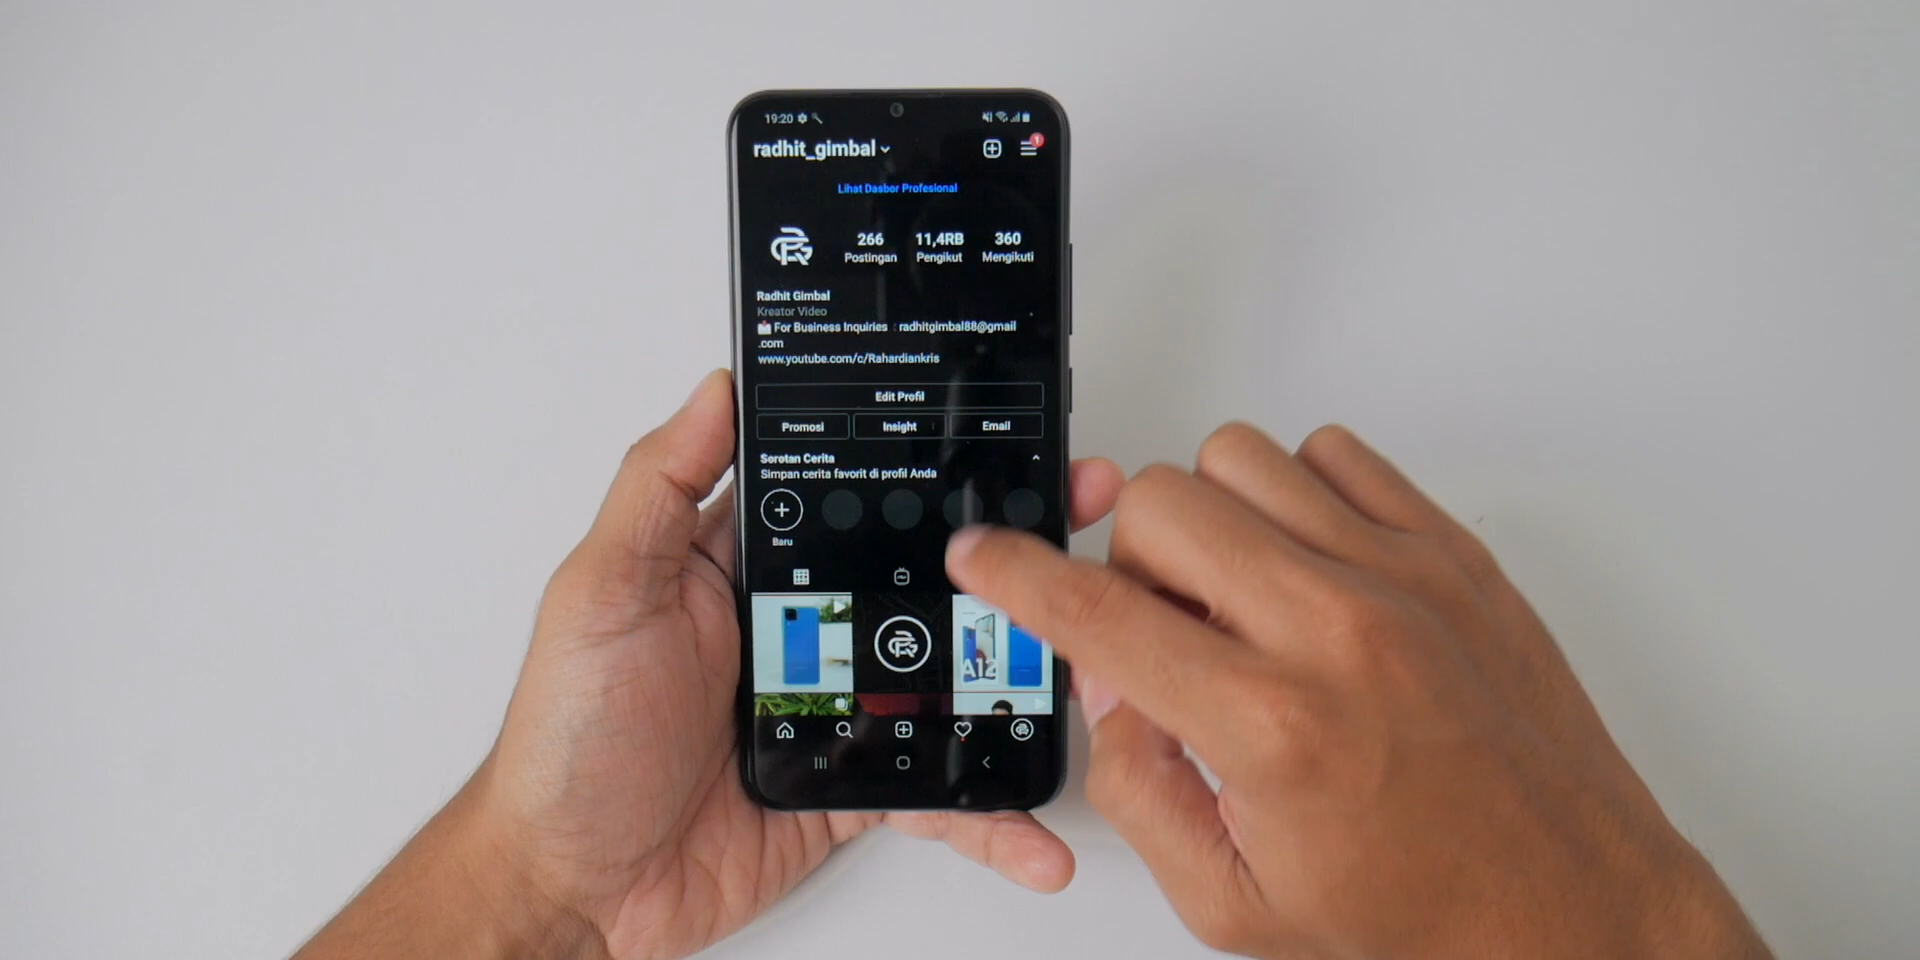 19:20
radhit_gimbal
1
Lihat Dasbor Profesional
266 11,4RB 360
Postingan Pengikut Mengikuti
Radhit Gimbal
Kreator Video
For Business Inquiries : radhitgimbal88@gmail
.com
www.youtube.com/c/Rahardiankris
Edit Profil
Promosi Insight Email
Sorotan Cerita
Simpan cerita favorit di profil Anda
Baru
A12